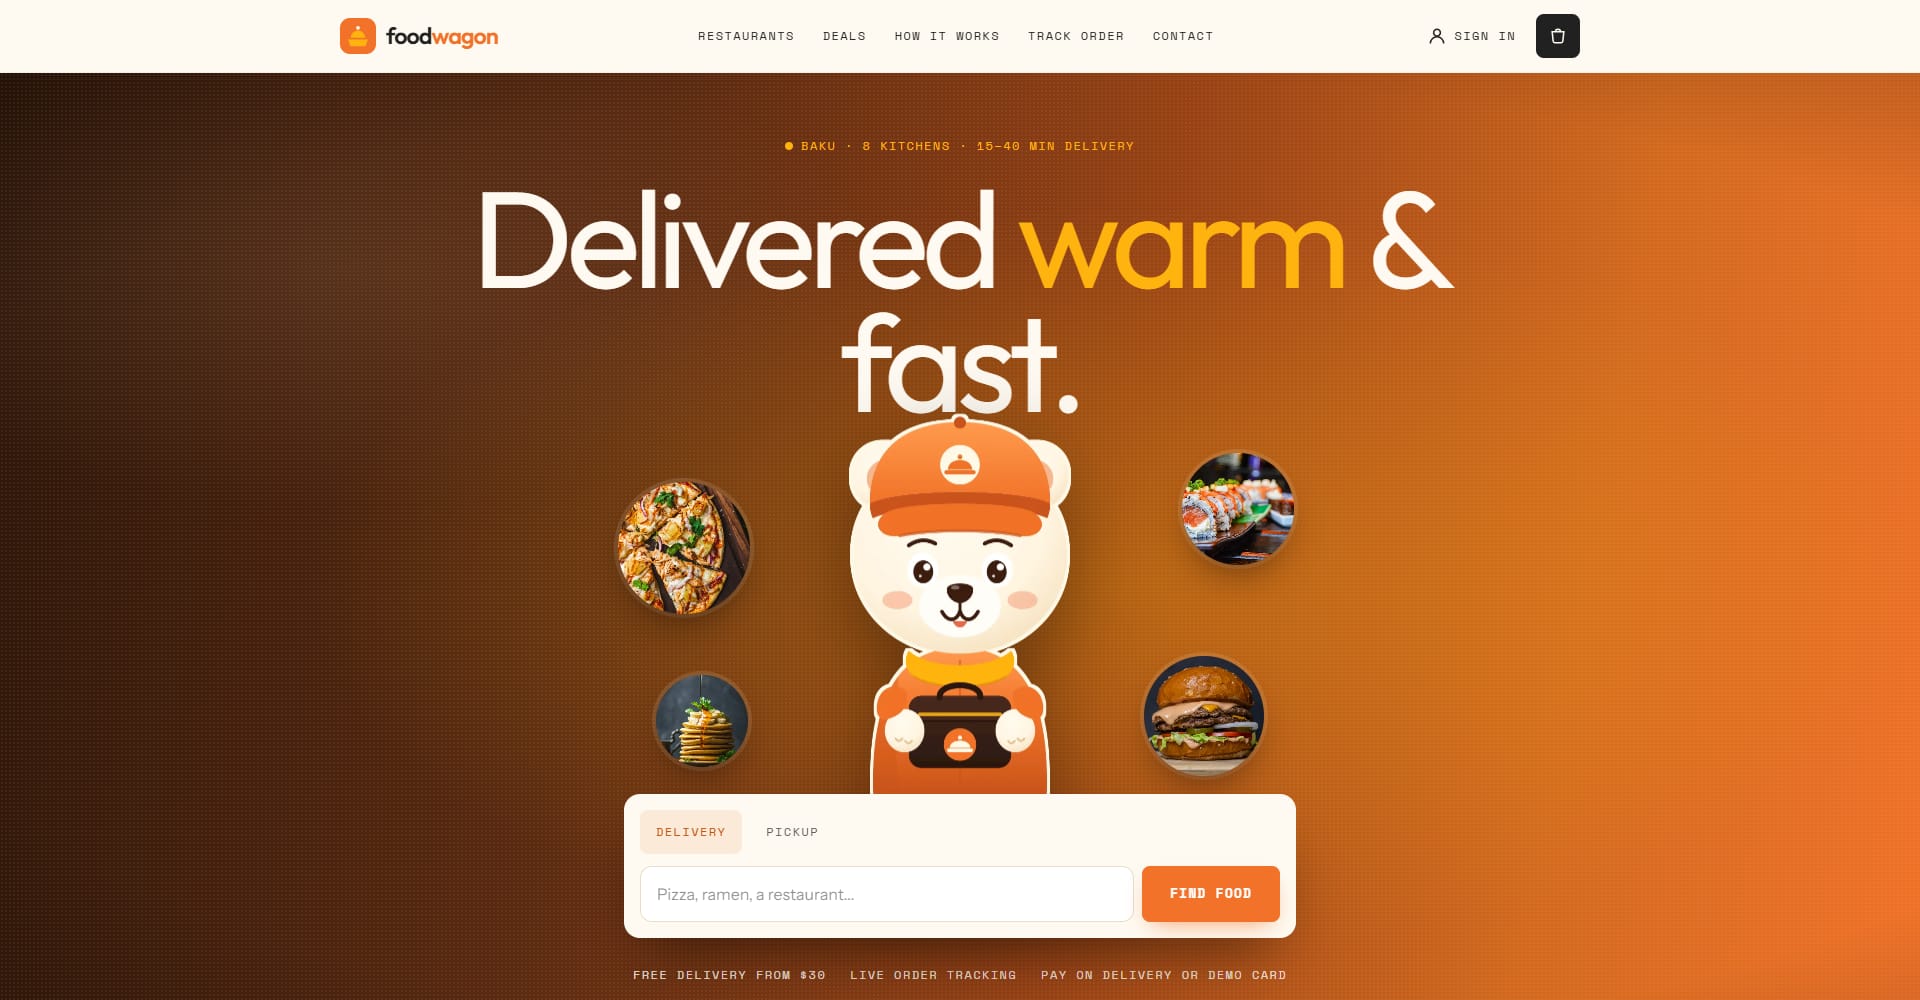 foodwagon
RESTAURANTS DEALS HOW IT WORKS TRACK ORDER CONTACT
SIGN IN
BAKU · 8 KITCHENS · 15–40 MIN DELIVERY
Delivered warm &
fast.
DELIVERY PICKUP
Pizza, ramen, a restaurant...
FIND FOOD
FREE DELIVERY FROM $30 LIVE ORDER TRACKING PAY ON DELIVERY OR DEMO CARD